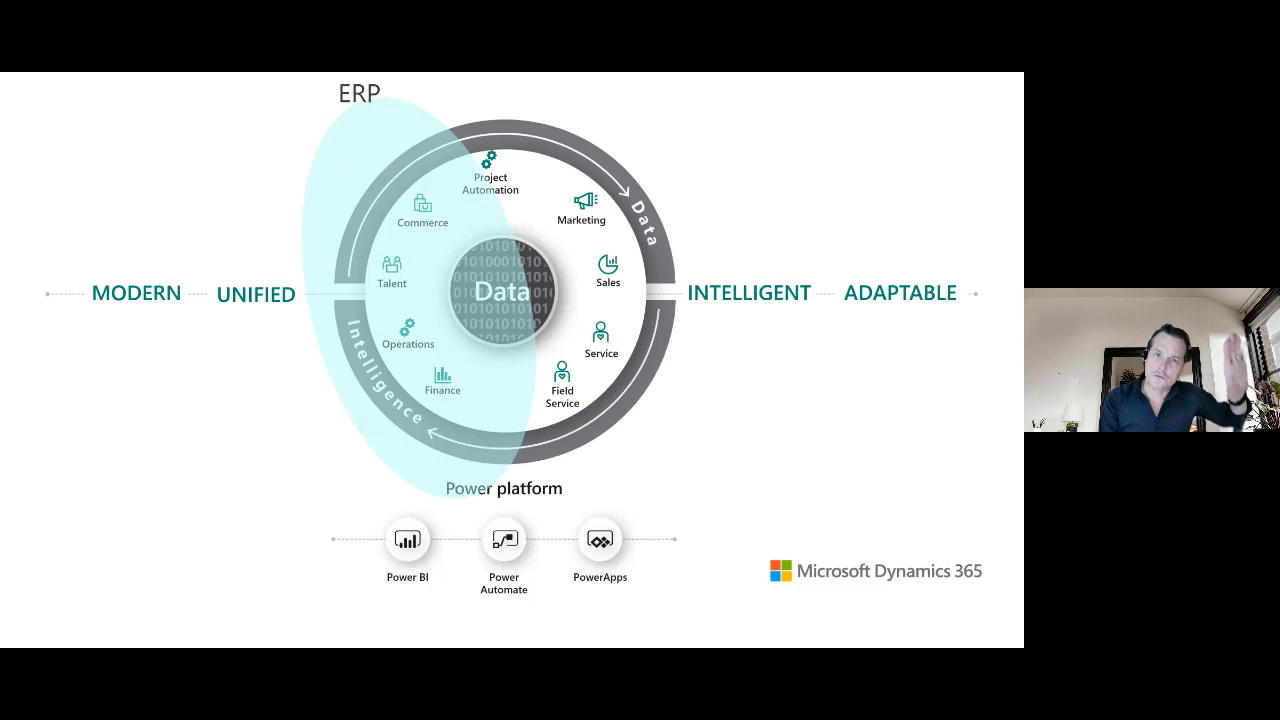 ERP
Project
Automation
Commerce
Marketing
Data
Talent
Sales
Data
MODERN
UNIFIED
INTELLIGENT
ADAPTABLE
Intelligence
Operations
Service
Finance
Field
Service
Power platform
Power BI
Power
Automate
PowerApps
Microsoft Dynamics 365